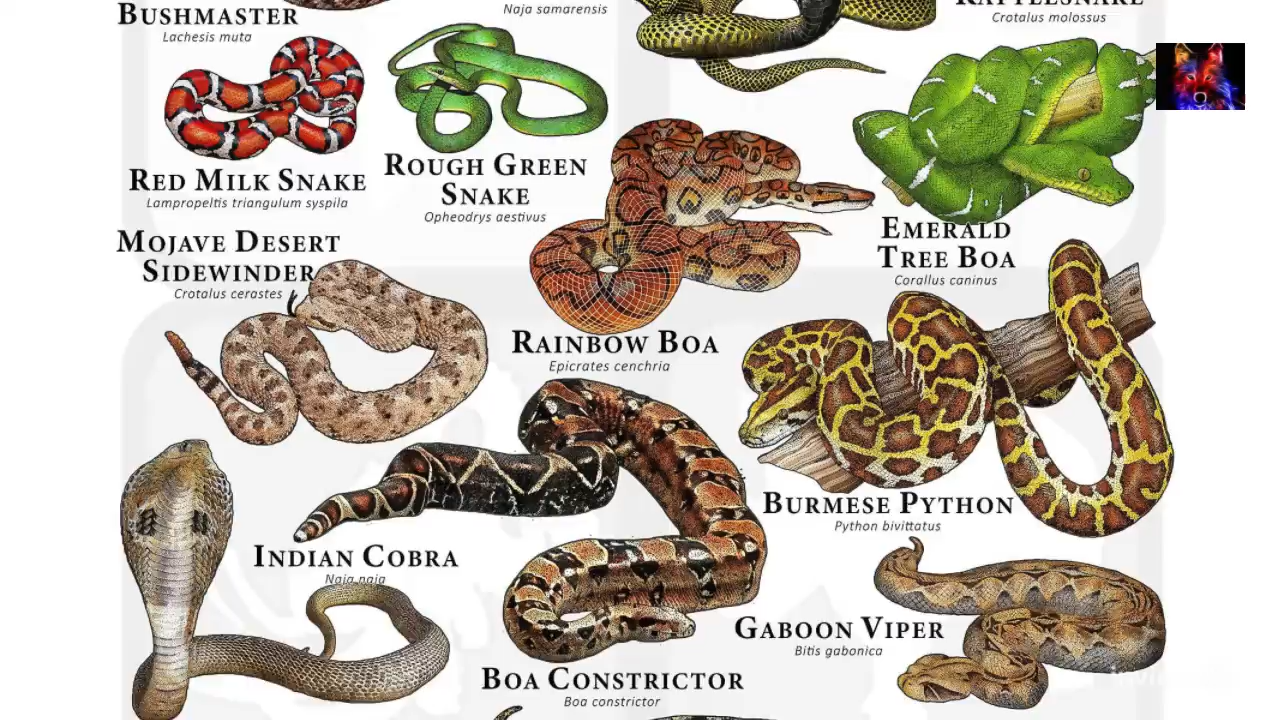 BUSHMASTER
Lachesis muta
Naja samarensis
RATTLESNAKE
Crotalus molossus
RED MILK SNAKE
Lampropeltis triangulum syspila
ROUGH GREEN
SNAKE
Opheodrys aestivus
EMERALD
TREE BOA
Corallus caninus
MOJAVE DESERT
SIDEWINDER
Crotalus cerastes
RAINBOW BOA
Epicrates cenchria
BURMESE PYTHON
Python bivittatus
INDIAN COBRA
Naja naja
GABOON VIPER
Bitis gabonica
BOA CONSTRICTOR
Boa constrictor